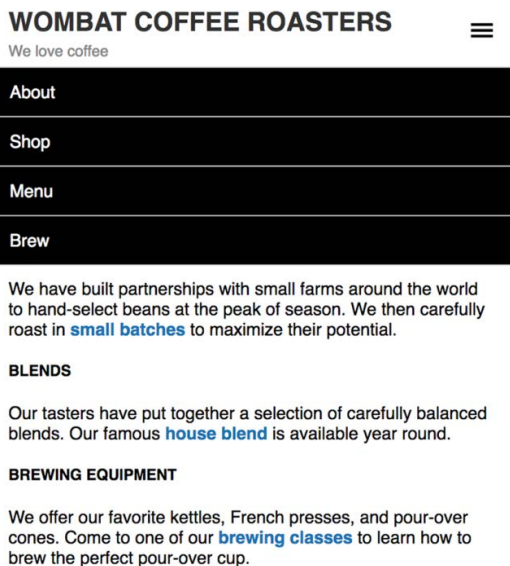 WOMBAT COFFEE ROASTERS
We love coffee
About
Shop
Menu
Brew
We have built partnerships with small farms around the world
to hand-select beans at the peak of season. We then carefully
roast in small batches to maximize their potential.
BLENDS
Our tasters have put together a selection of carefully balanced
blends. Our famous house blend is available year round.
BREWING EQUIPMENT
We offer our favorite kettles, French presses, and pour-over
cones. Come to one of our brewing classes to learn how to
brew the perfect pour-over cup.